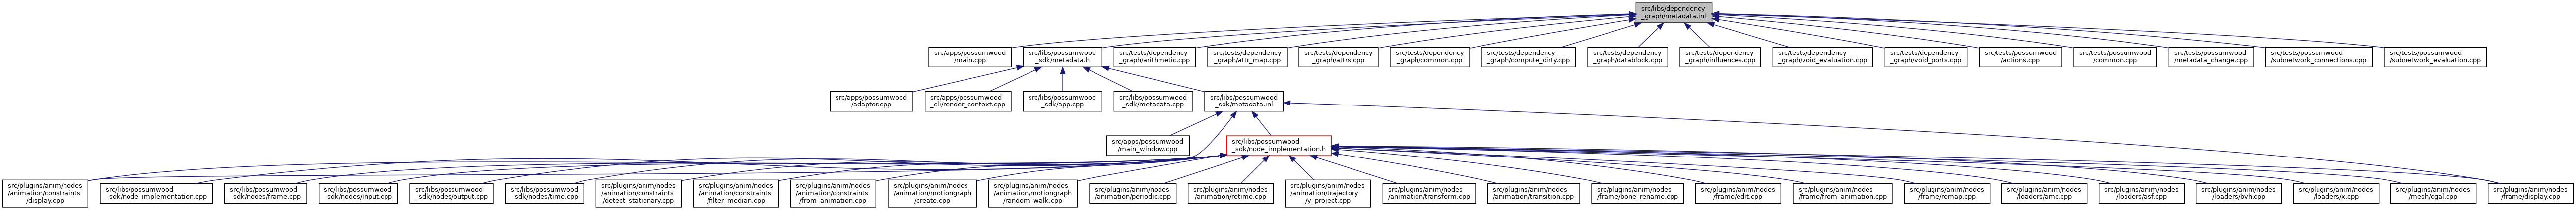 src/libs/dependency
_graph/metadata.inl
src/apps/possumwood
/main.cpp
src/libs/possumwood
_sdk/metadata.h
src/tests/dependency
_graph/arithmetic.cpp
src/tests/dependency
_graph/attr_map.cpp
src/tests/dependency
_graph/attrs.cpp
src/tests/dependency
_graph/common.cpp
src/tests/dependency
_graph/compute_dirty.cpp
src/tests/dependency
_graph/datablock.cpp
src/tests/dependency
_graph/influences.cpp
src/tests/dependency
_graph/void_evaluation.cpp
src/tests/dependency
_graph/void_ports.cpp
src/tests/possumwood
/actions.cpp
src/tests/possumwood
/common.cpp
src/tests/possumwood
/metadata_change.cpp
src/tests/possumwood
/subnetwork_connections.cpp
src/tests/possumwood
/subnetwork_evaluation.cpp
src/apps/possumwood
/adaptor.cpp
src/apps/possumwood
_cli/render_context.cpp
src/libs/possumwood
_sdk/app.cpp
src/libs/possumwood
_sdk/metadata.cpp
src/libs/possumwood
_sdk/metadata.inl
src/apps/possumwood
/main_window.cpp
src/libs/possumwood
_sdk/node_implementation.h
src/plugins/anim/nodes
/animation/constraints
/display.cpp
src/libs/possumwood
_sdk/node_implementation.cpp
src/libs/possumwood
_sdk/nodes/frame.cpp
src/libs/possumwood
_sdk/nodes/input.cpp
src/libs/possumwood
_sdk/nodes/output.cpp
src/libs/possumwood
_sdk/nodes/time.cpp
src/plugins/anim/nodes
/animation/constraints
/detect_stationary.cpp
src/plugins/anim/nodes
/animation/constraints
/filter_median.cpp
src/plugins/anim/nodes
/animation/constraints
/from_animation.cpp
src/plugins/anim/nodes
/animation/motiongraph
/create.cpp
src/plugins/anim/nodes
/animation/motiongraph
/random_walk.cpp
src/plugins/anim/nodes
/animation/periodic.cpp
src/plugins/anim/nodes
/animation/retime.cpp
src/plugins/anim/nodes
/animation/trajectory
/y_project.cpp
src/plugins/anim/nodes
/animation/transform.cpp
src/plugins/anim/nodes
/animation/transition.cpp
src/plugins/anim/nodes
/frame/bone_rename.cpp
src/plugins/anim/nodes
/frame/edit.cpp
src/plugins/anim/nodes
/frame/from_animation.cpp
src/plugins/anim/nodes
/frame/remap.cpp
src/plugins/anim/nodes
/loaders/amc.cpp
src/plugins/anim/nodes
/loaders/asf.cpp
src/plugins/anim/nodes
/loaders/bvh.cpp
src/plugins/anim/nodes
/loaders/x.cpp
src/plugins/anim/nodes
/mesh/cgal.cpp
src/plugins/anim/nodes
/frame/display.cpp